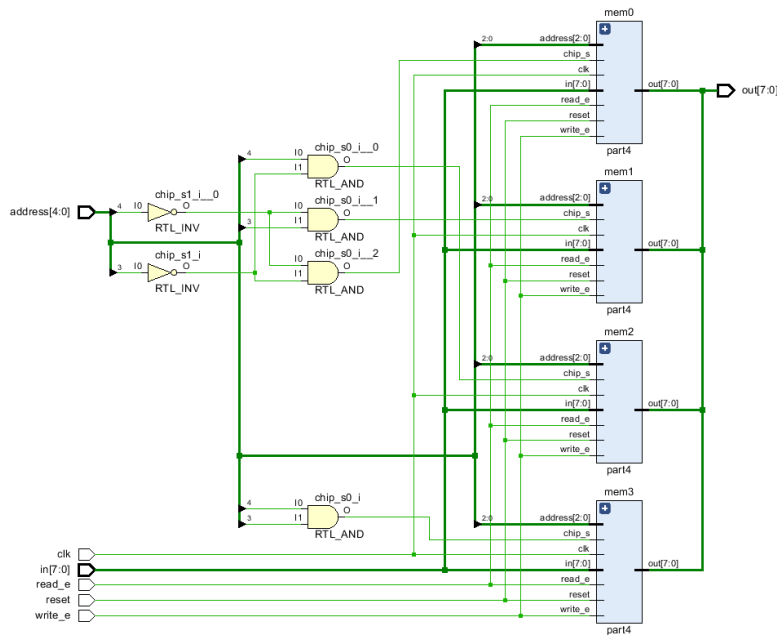 mem0
2:0
address[2:0]
chip_s
clk
in[7:0]
read_e
reset
write_e
out[7:0]
out[7:0]
part4
4
I0
I1
chip_s0_i__0
O
RTL_AND
address[4:0]
4
I0
chip_s1_i__0
O
RTL_INV
3
I0
I1
chip_s0_i__1
O
RTL_AND
3
I0
chip_s1_i
O
RTL_INV
I0
I1
chip_s0_i__2
O
RTL_AND
mem1
2:0
address[2:0]
chip_s
clk
in[7:0]
read_e
reset
write_e
out[7:0]
part4
mem2
2:0
address[2:0]
chip_s
clk
in[7:0]
read_e
reset
write_e
out[7:0]
part4
4
3
I0
I1
chip_s0_i
O
RTL_AND
mem3
2:0
address[2:0]
chip_s
clk
in[7:0]
read_e
reset
write_e
out[7:0]
part4
clk
in[7:0]
read_e
reset
write_e